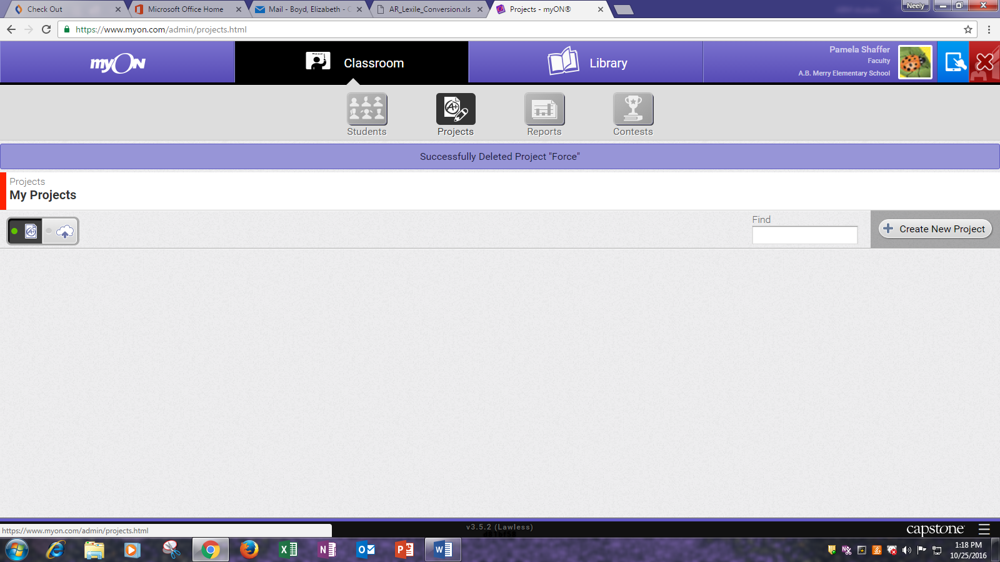 Check Out
Microsoft Office Home
Mail - Boyd, Elizabeth -
AR_Lexile_Conversion.xls
Projects - myON®
Neely
https://www.myon.com/admin/projects.html
myON
Classroom
Library
Pamela Shaffer
Faculty
A.B. Merry Elementary School
Students
Projects
Reports
Contests
Successfully Deleted Project "Force"
Projects
My Projects
Find
Create New Project
v3.5.2 (Lawless)
https://www.myon.com/admin/projects.html
capstone
1:18 PM
10/25/2016